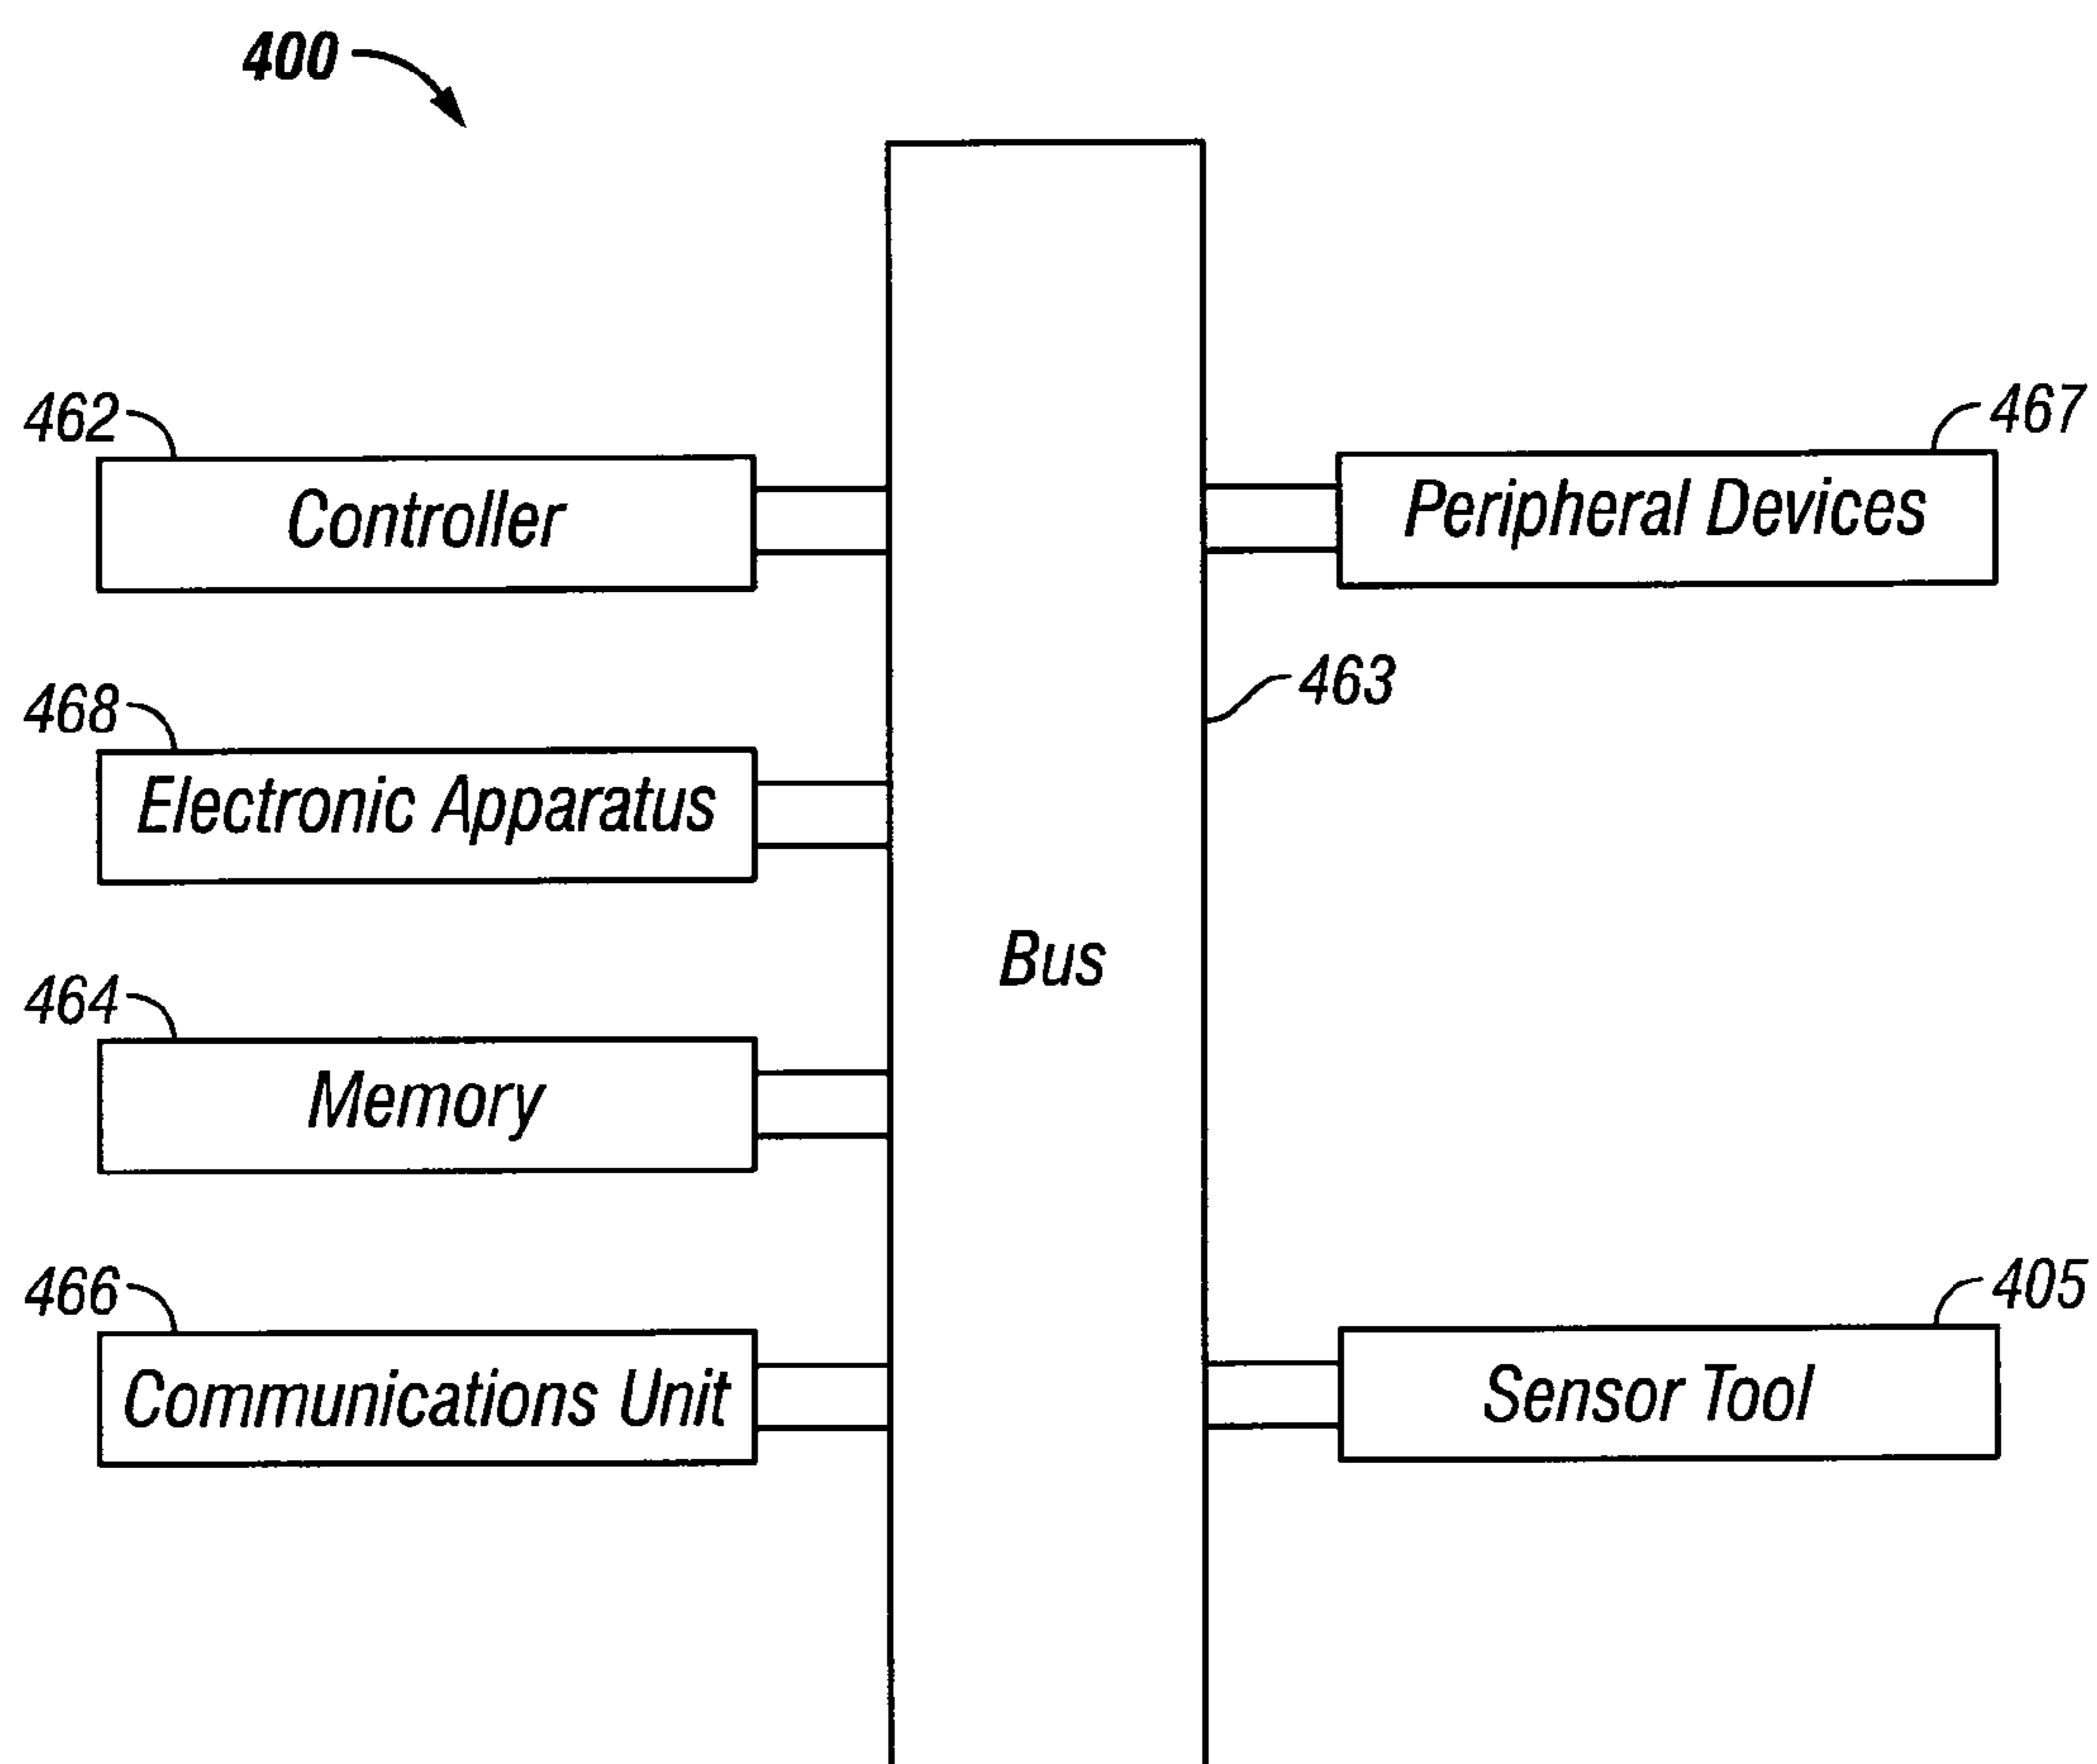 400
462
Controller
467
Peripheral Devices
463
468
Electronic Apparatus
Bus
464
Memory
466
Communications Unit
405
Sensor Tool